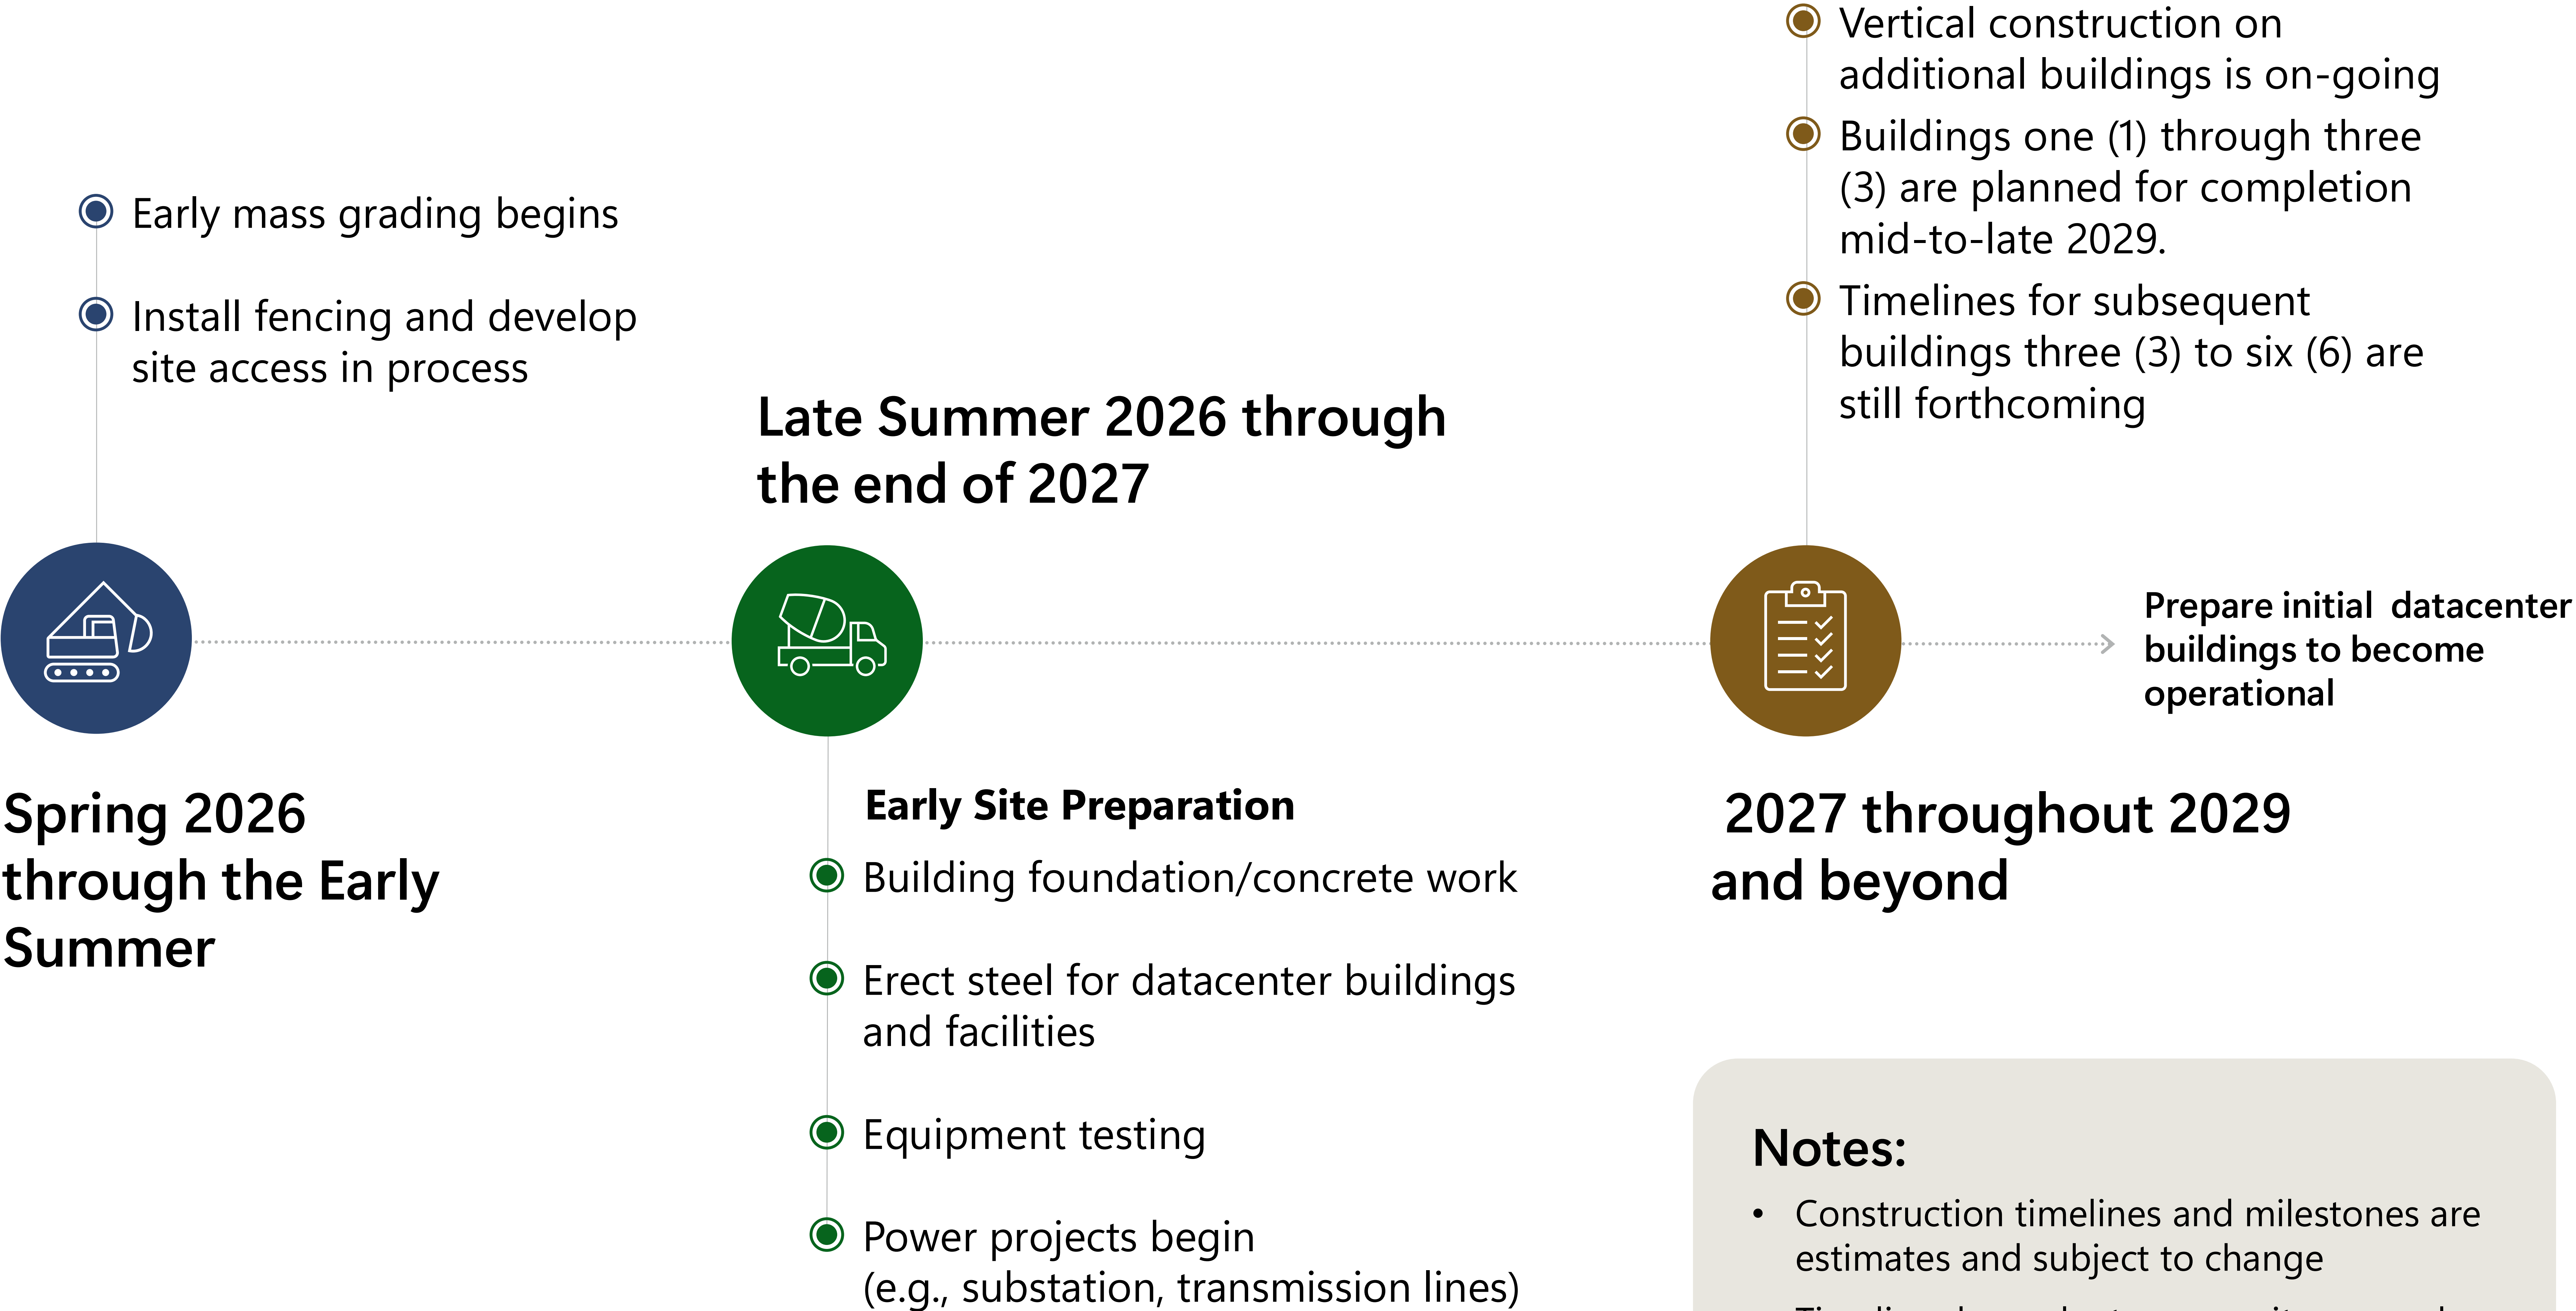 Early mass grading begins
Install fencing and develop
site access in process
Spring 2026
through the Early
Summer
Late Summer 2026 through
the end of 2027
Early Site Preparation
Building foundation/concrete work
Erect steel for datacenter buildings
and facilities
Equipment testing
Power projects begin
(e.g., substation, transmission lines)
Vertical construction on
additional buildings is on-going
Buildings one (1) through three
(3) are planned for completion
mid-to-late 2029.
Timelines for subsequent
buildings three (3) to six (6) are
still forthcoming
2027 throughout 2029
and beyond
Prepare initial datacenter
buildings to become
operational
Notes:
• Construction timelines and milestones are
estimates and subject to change